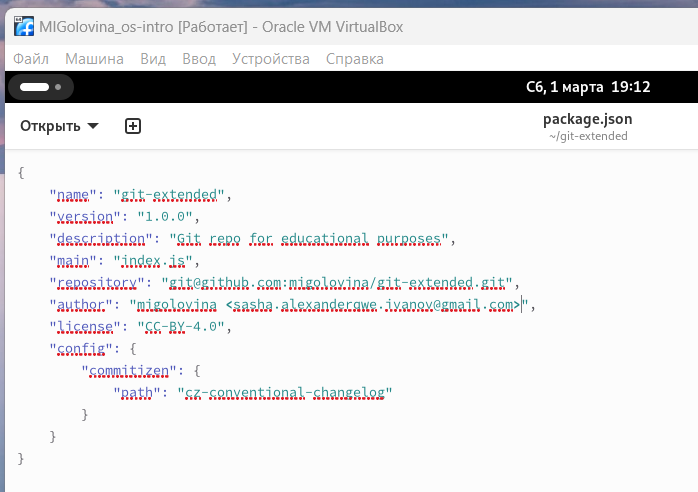 MIGolovina_os-intro [Работает] - Oracle VM VirtualBox
Файл Машина Вид Ввод Устройства Справка
Сб, 1 марта 19:12
Открыть
package.json
~/git-extended
{
    "name": "git-extended",
    "version": "1.0.0",
    "description": "Git repo for educational purposes",
    "main": "index.js",
    "repository": "git@github.com:migolovina/git-extended.git",
    "author": "migolovina <sasha.alexanderqwe.ivanov@gmail.com>",
    "license": "CC-BY-4.0",
    "config": {
        "commitizen": {
            "path": "cz-conventional-changelog"
        }
    }
}